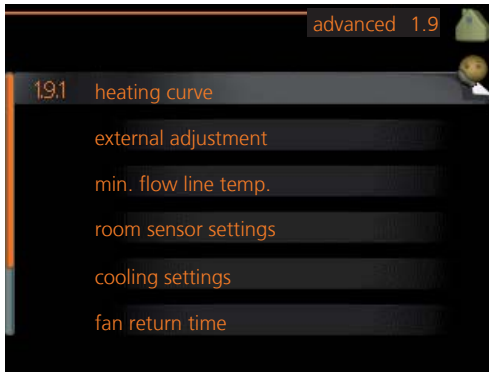 advanced 1.9
1.9.1 heating curve
external adjustment
min. flow line temp.
room sensor settings
cooling settings
fan return time